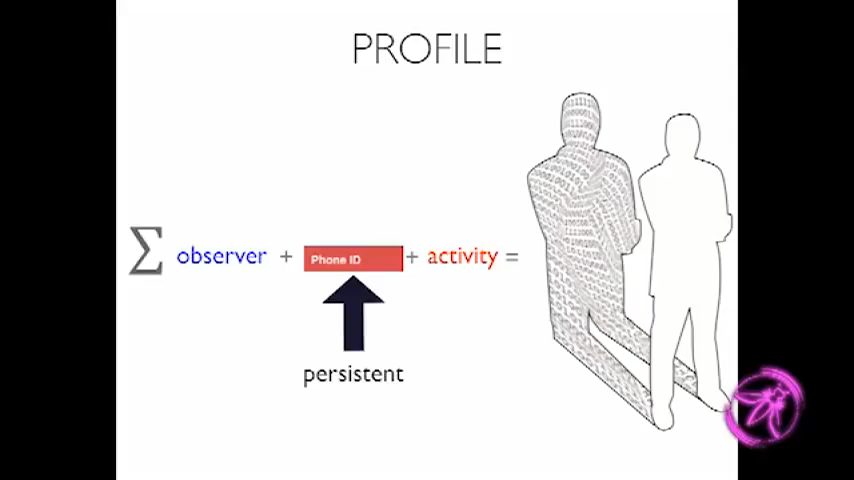 PROFILE
Σ observer + Phone ID + activity =
persistent